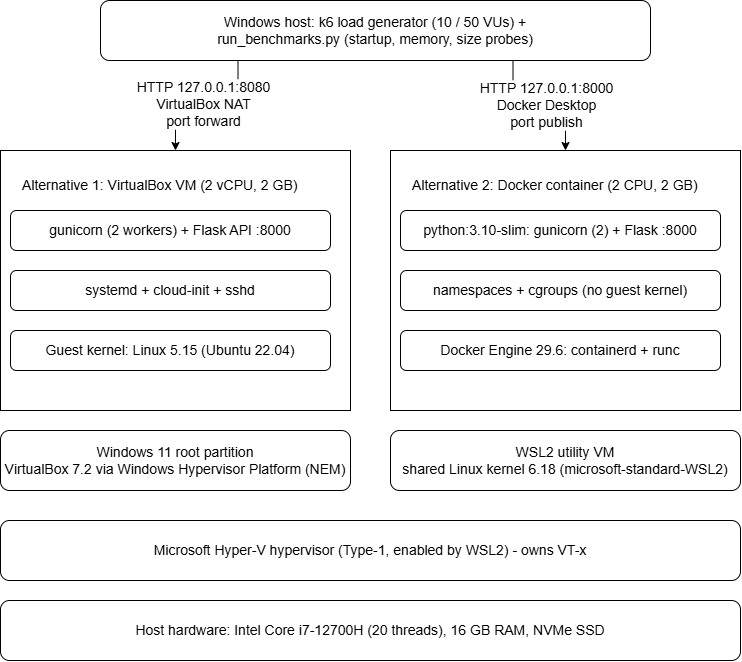 Windows host: k6 load generator (10 / 50 VUs) +
run_benchmarks.py (startup, memory, size probes)
HTTP 127.0.0.1:8080
VirtualBox NAT
port forward
HTTP 127.0.0.1:8000
Docker Desktop
port publish
Alternative 1: VirtualBox VM (2 vCPU, 2 GB)
gunicorn (2 workers) + Flask API :8000
systemd + cloud-init + sshd
Guest kernel: Linux 5.15 (Ubuntu 22.04)
Alternative 2: Docker container (2 CPU, 2 GB)
python:3.10-slim: gunicorn (2) + Flask :8000
namespaces + cgroups (no guest kernel)
Docker Engine 29.6: containerd + runc
Windows 11 root partition
VirtualBox 7.2 via Windows Hypervisor Platform (NEM)
WSL2 utility VM
shared Linux kernel 6.18 (microsoft-standard-WSL2)
Microsoft Hyper-V hypervisor (Type-1, enabled by WSL2) - owns VT-x
Host hardware: Intel Core i7-12700H (20 threads), 16 GB RAM, NVMe SSD